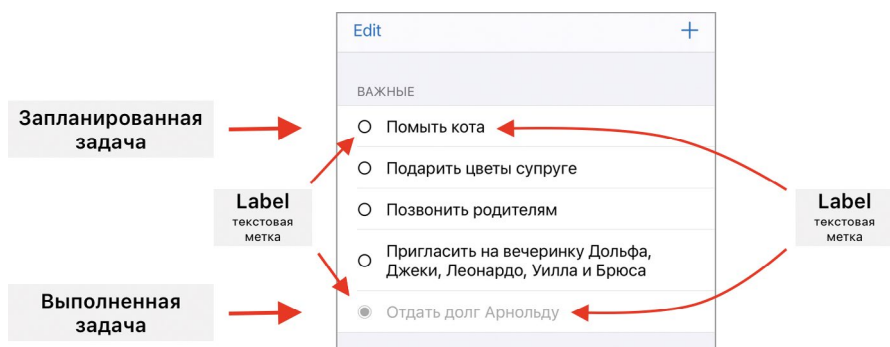 Edit +
ВАЖНЫЕ
Запланированная
задача
Помыть кота
Подарить цветы супруге
Label
текстовая
метка
Label
текстовая
метка
Позвонить родителям
Пригласить на вечеринку Дольфа,
Джеки, Леонардо, Уилла и Брюса
Выполненная
задача
Отдать долг Арнольду